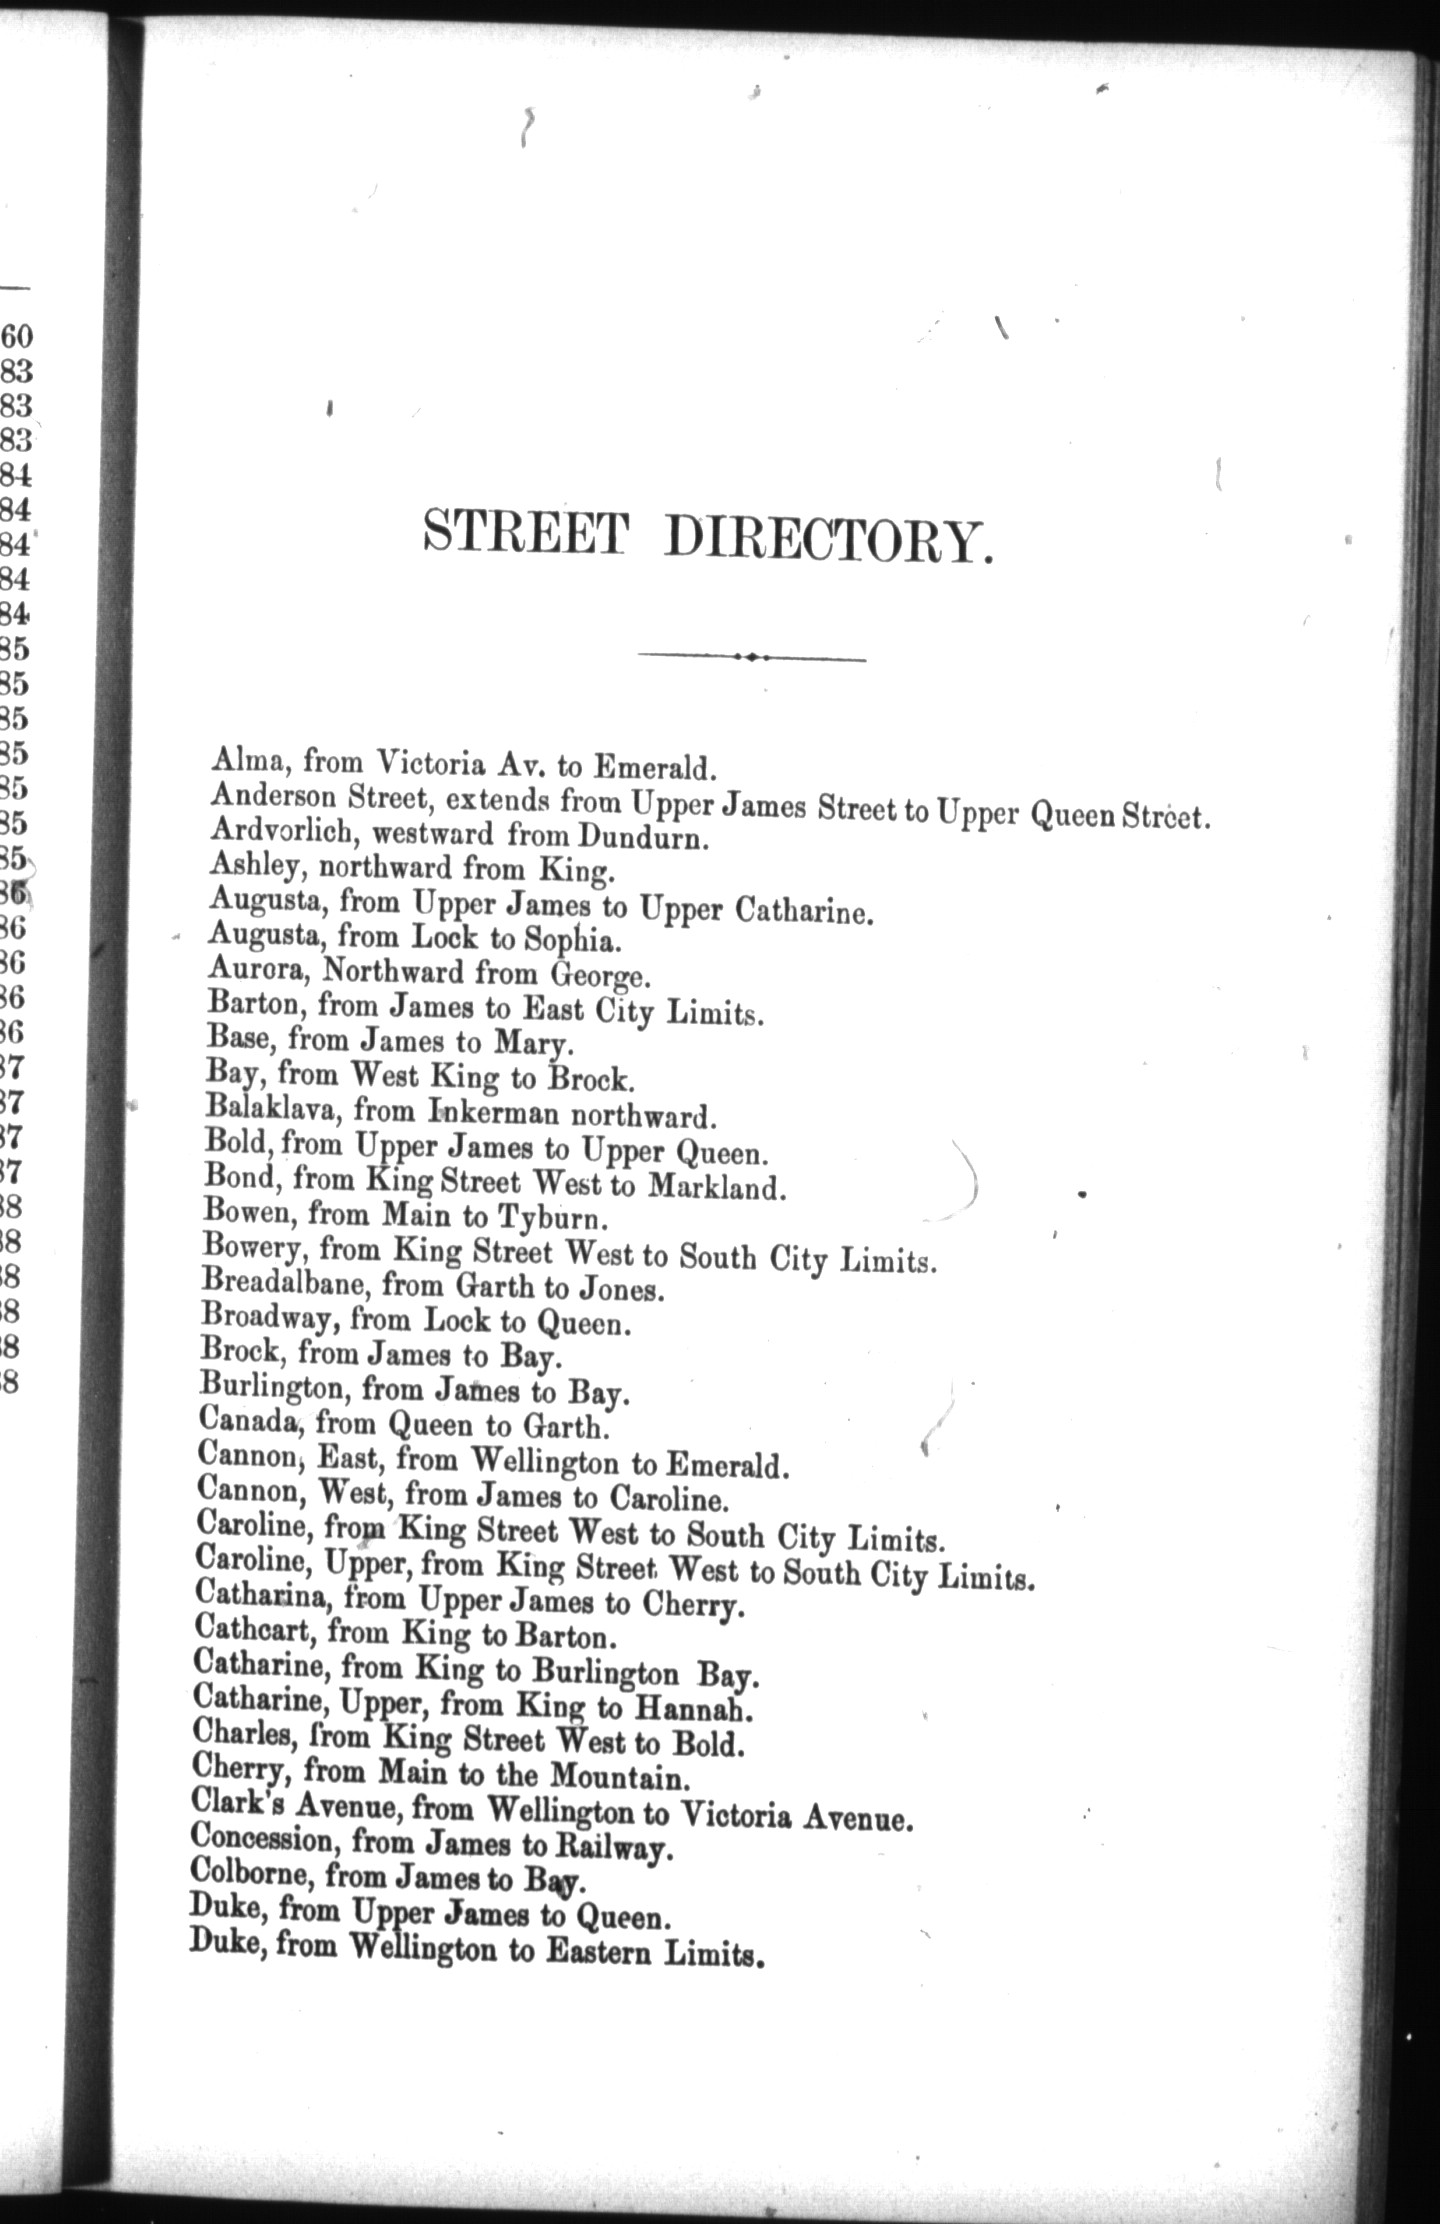 60
83
83
83
84
84
84
84
84
85
85
85
85
85
85
85
86
86
86
86
86
87
87
87
87
88
88
88
88
88
88
STREET DIRECTORY.
Alma, from Victoria Av. to Emerald.
Anderson Street, extends from Upper James Street to Upper Queen Street.
Ardvorlich, westward from Dundurn.
Ashley, northward from King.
Augusta, from Upper James to Upper Catharine.
Augusta, from Lock to Sophia.
Aurora, Northward from George.
Barton, from James to East City Limits.
Base, from James to Mary.
Bay, from West King to Brock.
Balaklava, from Inkerman northward.
Bold, from Upper James to Upper Queen.
Bond, from King Street West to Markland.
Bowen, from Main to Tyburn.
Bowery, from King Street West to South City Limits.
Breadalbane, from Garth to Jones.
Broadway, from Lock to Queen.
Brock, from James to Bay.
Burlington, from James to Bay.
Canada, from Queen to Garth.
Cannon, East, from Wellington to Emerald.
Cannon, West, from James to Caroline.
Caroline, from King Street West to South City Limits.
Caroline, Upper, from King Street West to South City Limits.
Catharina, from Upper James to Cherry.
Cathcart, from King to Barton.
Catharine, from King to Burlington Bay.
Catharine, Upper, from King to Hannah.
Charles, from King Street West to Bold.
Cherry, from Main to the Mountain.
Clark's Avenue, from Wellington to Victoria Avenue.
Concession, from James to Railway.
Colborne, from James to Bay.
Duke, from Upper James to Queen.
Duke, from Wellington to Eastern Limits.